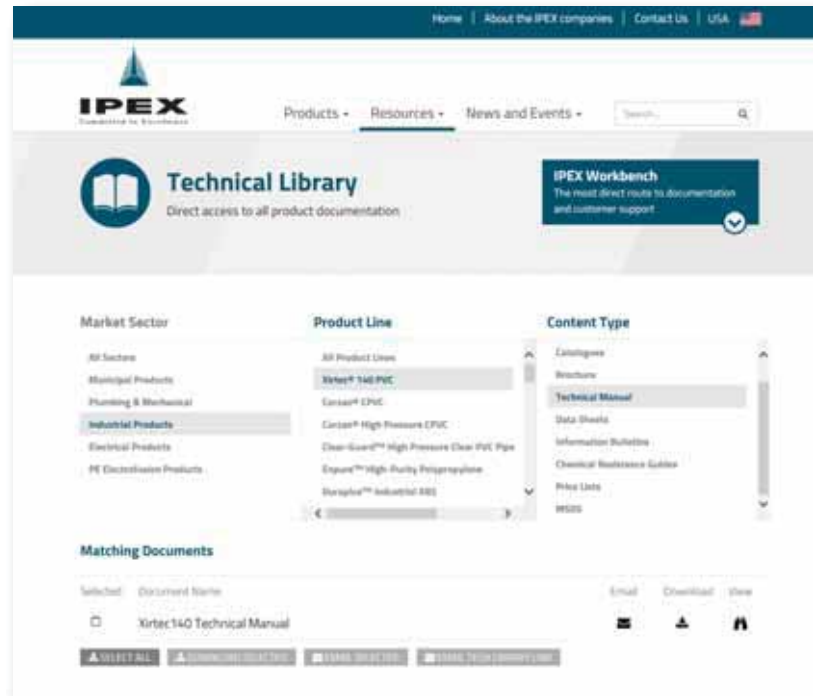 Home | About the IPEX companies | Contact Us | USA
IPEX
Committed to Excellence
Products Resources News and Events Search...
Technical Library
Direct access to all product documentation
IPEX Workbench
The most direct route to documentation
and customer support
Market Sector
All Sectors
Municipal Products
Plumbing & Mechanical
Industrial Products
Electrical Products
PE Electrofusion Products
Product Line
All Product Lines
Xirtec® 140 PVC
Corzan® CPVC
Corzan® High Pressure CPVC
Clear-Guard™ High Pressure Clear PVC Pipe
Enpure™ High-Purity Polypropylene
Duraplus™ Industrial ABS
Content Type
Catalogues
Brochure
Technical Manual
Data Sheets
Information Bulletins
Chemical Resistance Guides
Price Lists
MSDS
Matching Documents
Selected Document Name Email Download View
Xirtec140 Technical Manual
SELECT ALL DOWNLOAD SELECTED EMAIL SELECTED EMAIL TECH LIBRARY LINK